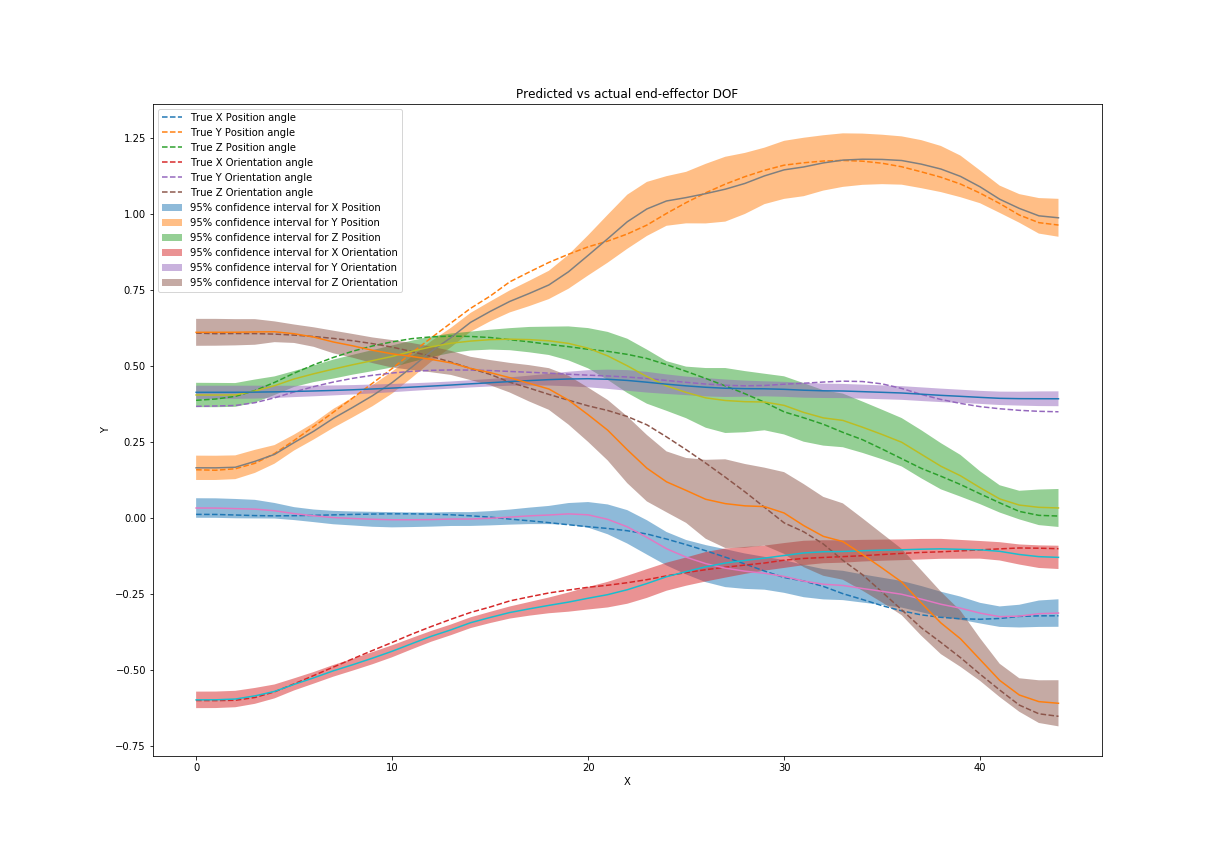 Predicted vs actual end-effector DOF
True X Position angle
True Y Position angle
True Z Position angle
True X Orientation angle
True Y Orientation angle
True Z Orientation angle
95% confidence interval for X Position
95% confidence interval for Y Position
95% confidence interval for Z Position
95% confidence interval for X Orientation
95% confidence interval for Y Orientation
95% confidence interval for Z Orientation
1.25
1.00
0.75
0.50
0.25
0.00
−0.25
−0.50
−0.75
Y
0 10 20 30 40
X